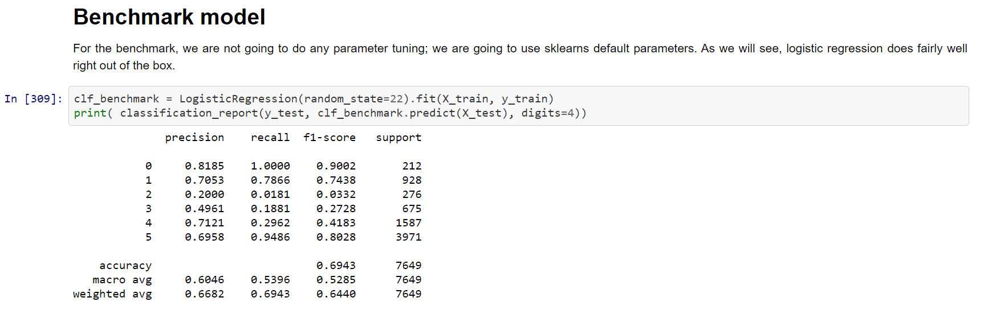 Benchmark model
For the benchmark, we are not going to do any parameter tuning; we are going to use sklearns default parameters. As we will see, logistic regression does fairly well
right out of the box.
In [309]: clf_benchmark = LogisticRegression(random_state=22).fit(X_train, y_train)
print( classification_report(y_test, clf_benchmark.predict(X_test), digits=4))
precision recall f1-score support
0 0.8185 1.0000 0.9002 212
1 0.7053 0.7866 0.7438 928
2 0.2000 0.0181 0.0332 276
3 0.4961 0.1881 0.2728 675
4 0.7121 0.2962 0.4183 1587
5 0.6958 0.9486 0.8028 3971
accuracy 0.6943 7649
macro avg 0.6046 0.5396 0.5285 7649
weighted avg 0.6682 0.6943 0.6440 7649